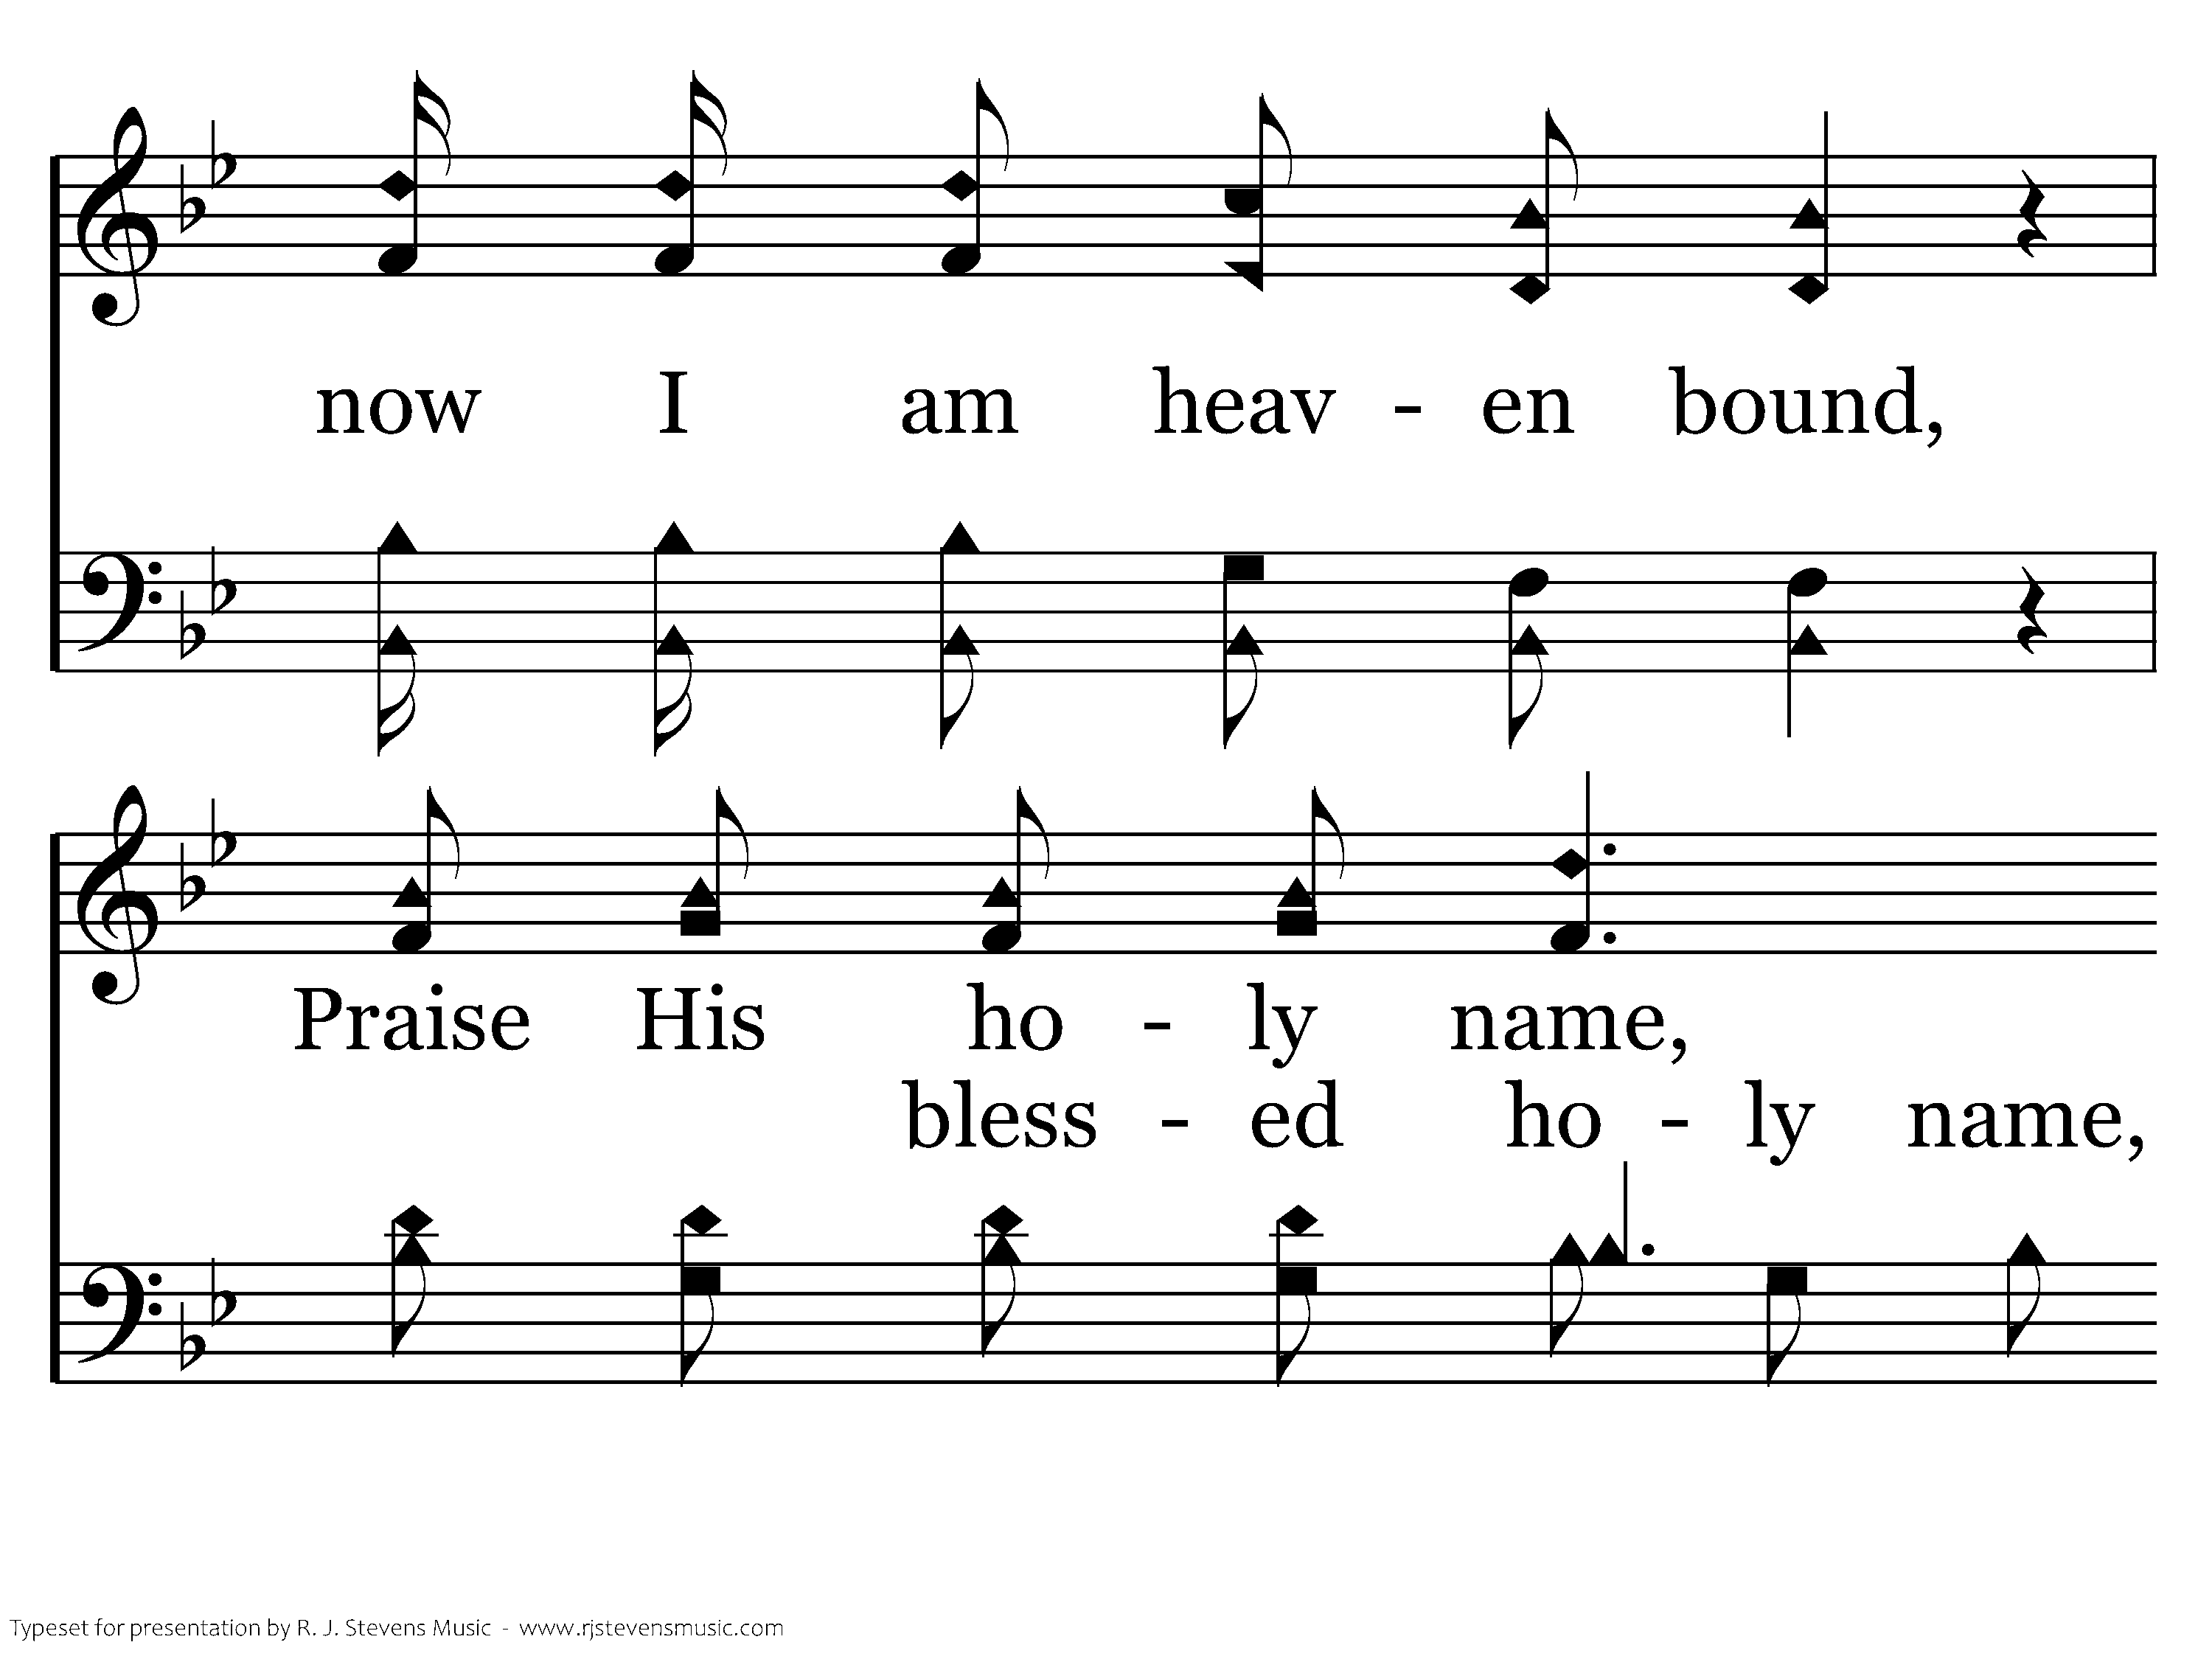 now I am heav - en bound,
Praise His ho - ly name,
bless - ed ho - ly name,
Typeset for presentation by R. J. Stevens Music - www.rjstevensmusic.com